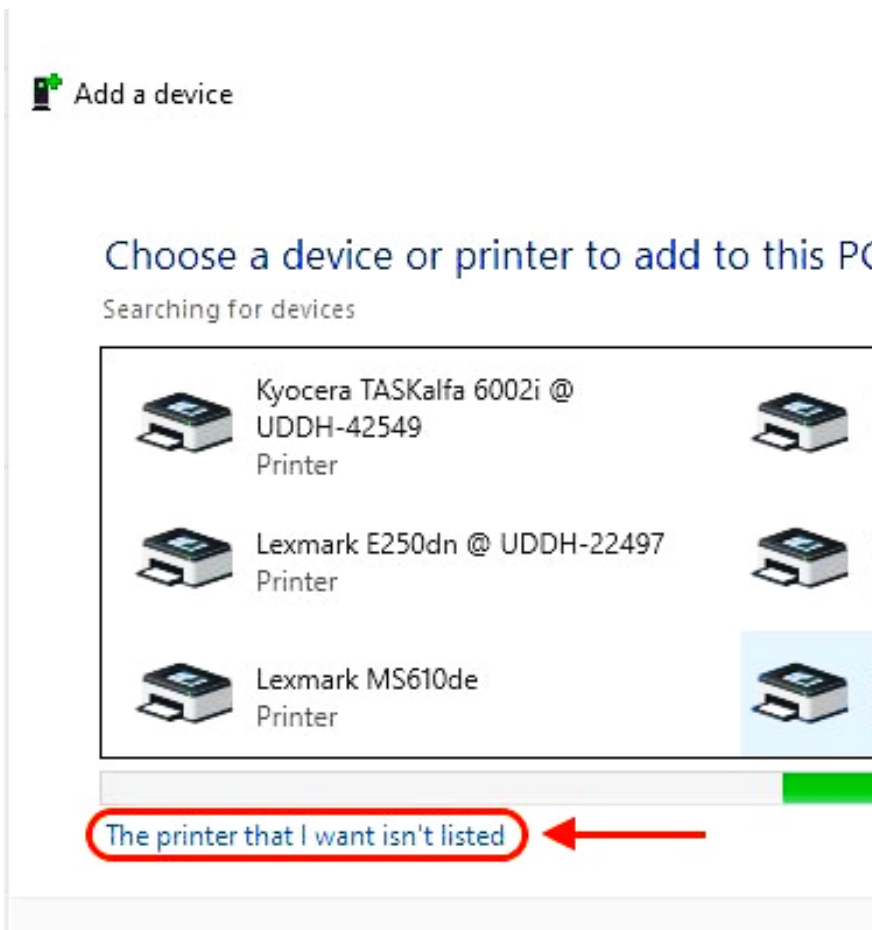 Add a device
Choose a device or printer to add to this PC
Searching for devices
Kyocera TASKalfa 6002i @
UDDH-42549
Printer
Lexmark E250dn @ UDDH-22497
Printer
Lexmark MS610de
Printer
The printer that I want isn't listed